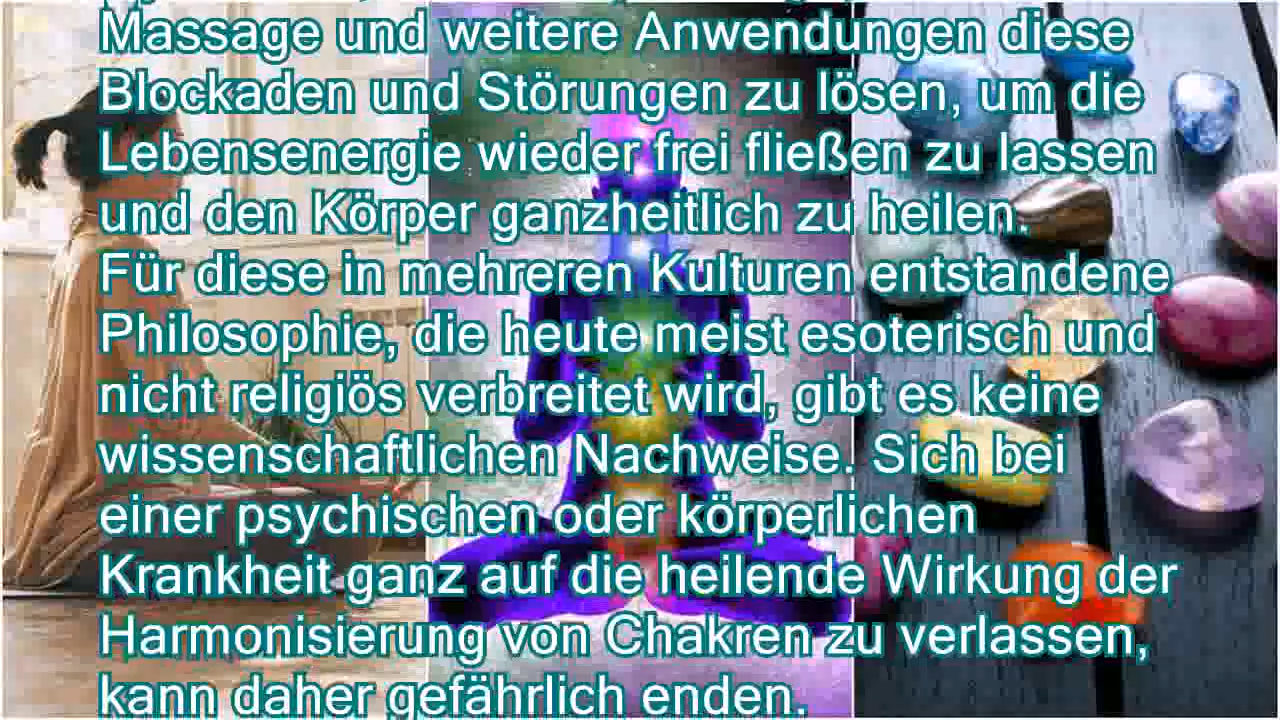 Massage und weitere Anwendungen diese
Blockaden und Störungen zu lösen, um die
Lebensenergie wieder frei fließen zu lassen
und den Körper ganzheitlich zu heilen.
Für diese in mehreren Kulturen entstandene
Philosophie, die heute meist esoterisch und
nicht religiös verbreitet wird, gibt es keine
wissenschaftlichen Nachweise. Sich bei
einer psychischen oder körperlichen
Krankheit ganz auf die heilende Wirkung der
Harmonisierung von Chakren zu verlassen,
kann daher gefährlich enden.